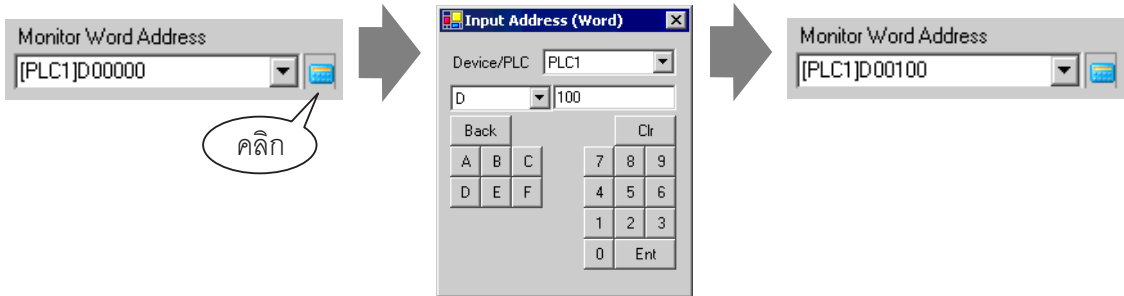 Monitor Word Address
[PLC1]D00000
คลิก
Input Address (Word)
Device/PLC PLC1
D 100
Back Clr
A B C 7 8 9
D E F 4 5 6
1 2 3
0 Ent
Monitor Word Address
[PLC1]D00100